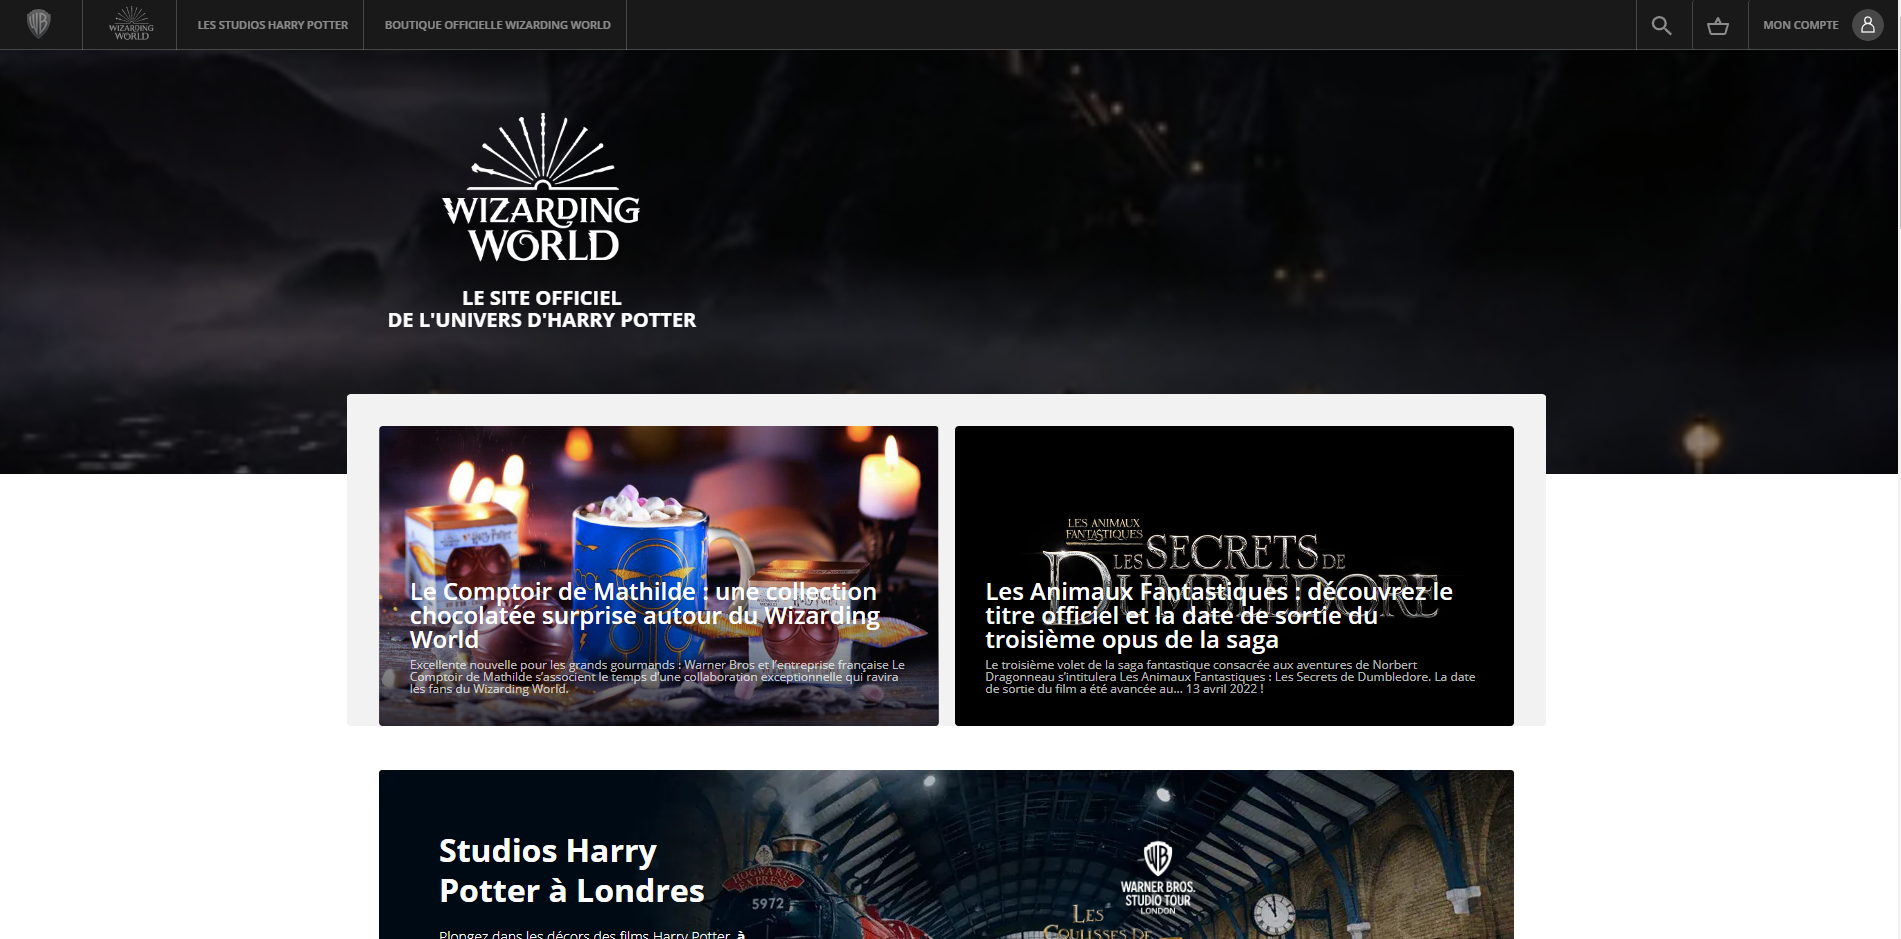 WIZARDING
WORLD
LES STUDIOS HARRY POTTER
BOUTIQUE OFFICIELLE WIZARDING WORLD
MON COMPTE
WIZARDING
WORLD
LE SITE OFFICIEL
DE L'UNIVERS D'HARRY POTTER
Le Comptoir de Mathilde : une collection
chocolatée surprise autour du Wizarding
World
Excellente nouvelle pour les grands gourmands : Warner Bros et l'entreprise française Le
Comptoir de Mathilde s'associent le temps d'une collaboration exceptionnelle qui ravira
les fans du Wizarding World.
LES ANIMAUX
FANTASTIQUES
LES SECRETS DE
DUMBLEDORE
Les Animaux Fantastiques : découvrez le
titre officiel et la date de sortie du
troisième opus de la saga
Le troisième volet de la saga fantastique consacrée aux aventures de Norbert
Dragonneau s'intitulera Les Animaux Fantastiques : Les Secrets de Dumbledore. La date
de sortie du film a été avancée au... 13 avril 2022 !
Studios Harry
Potter à Londres
Plongez dans les décors des films Harry Potter, à
HOGWARTS
EXPRESS
5972
WB
WARNER BROS.
STUDIO TOUR
LONDON
LES
COULISSES DE